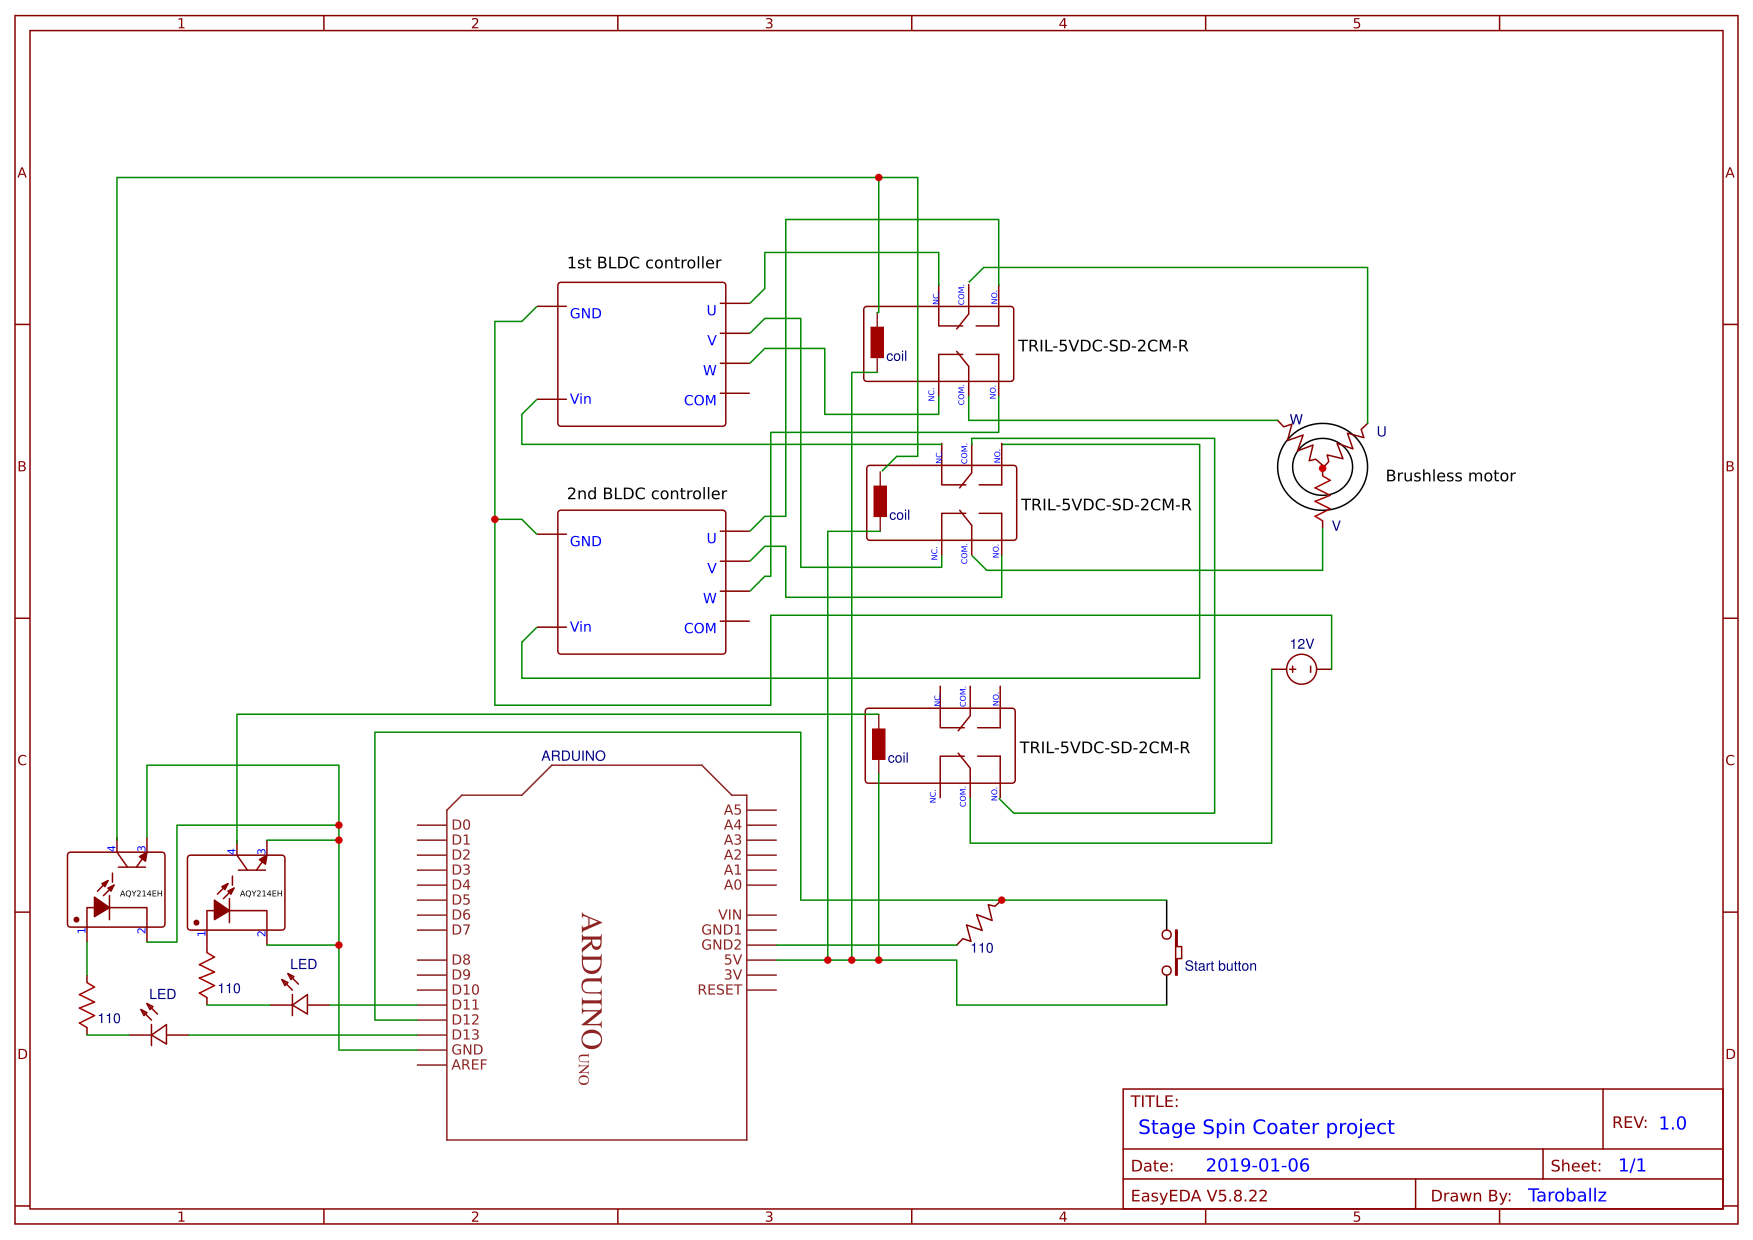 1 2 3 4 5
A A
B B
C C
D D
1st BLDC controller
GND
Vin
U
V
W
COM
2nd BLDC controller
GND
Vin
U
V
W
COM
NC COM. NO.
coil
TRIL-5VDC-SD-2CM-R
NC. COM. NO.
NC COM. NO.
coil
TRIL-5VDC-SD-2CM-R
NC. COM. NO.
NC COM. NO.
coil
TRIL-5VDC-SD-2CM-R
NC. COM. NO.
W
U
V
Brushless motor
12V
+ -
4 3
AQY214EH
1 2
4 3
AQY214EH
1 2
110
LED
110
LED
ARDUINO
D0
D1
D2
D3
D4
D5
D6
D7
D8
D9
D10
D11
D12
D13
GND
AREF
A5
A4
A3
A2
A1
A0
VIN
GND1
GND2
5V
3V
RESET
ARDUINO UNO
110
Start button
TITLE:
Stage Spin Coater project
REV: 1.0
Date: 2019-01-06
Sheet: 1/1
EasyEDA V5.8.22
Drawn By: Taroballz
1 2 3 4 5